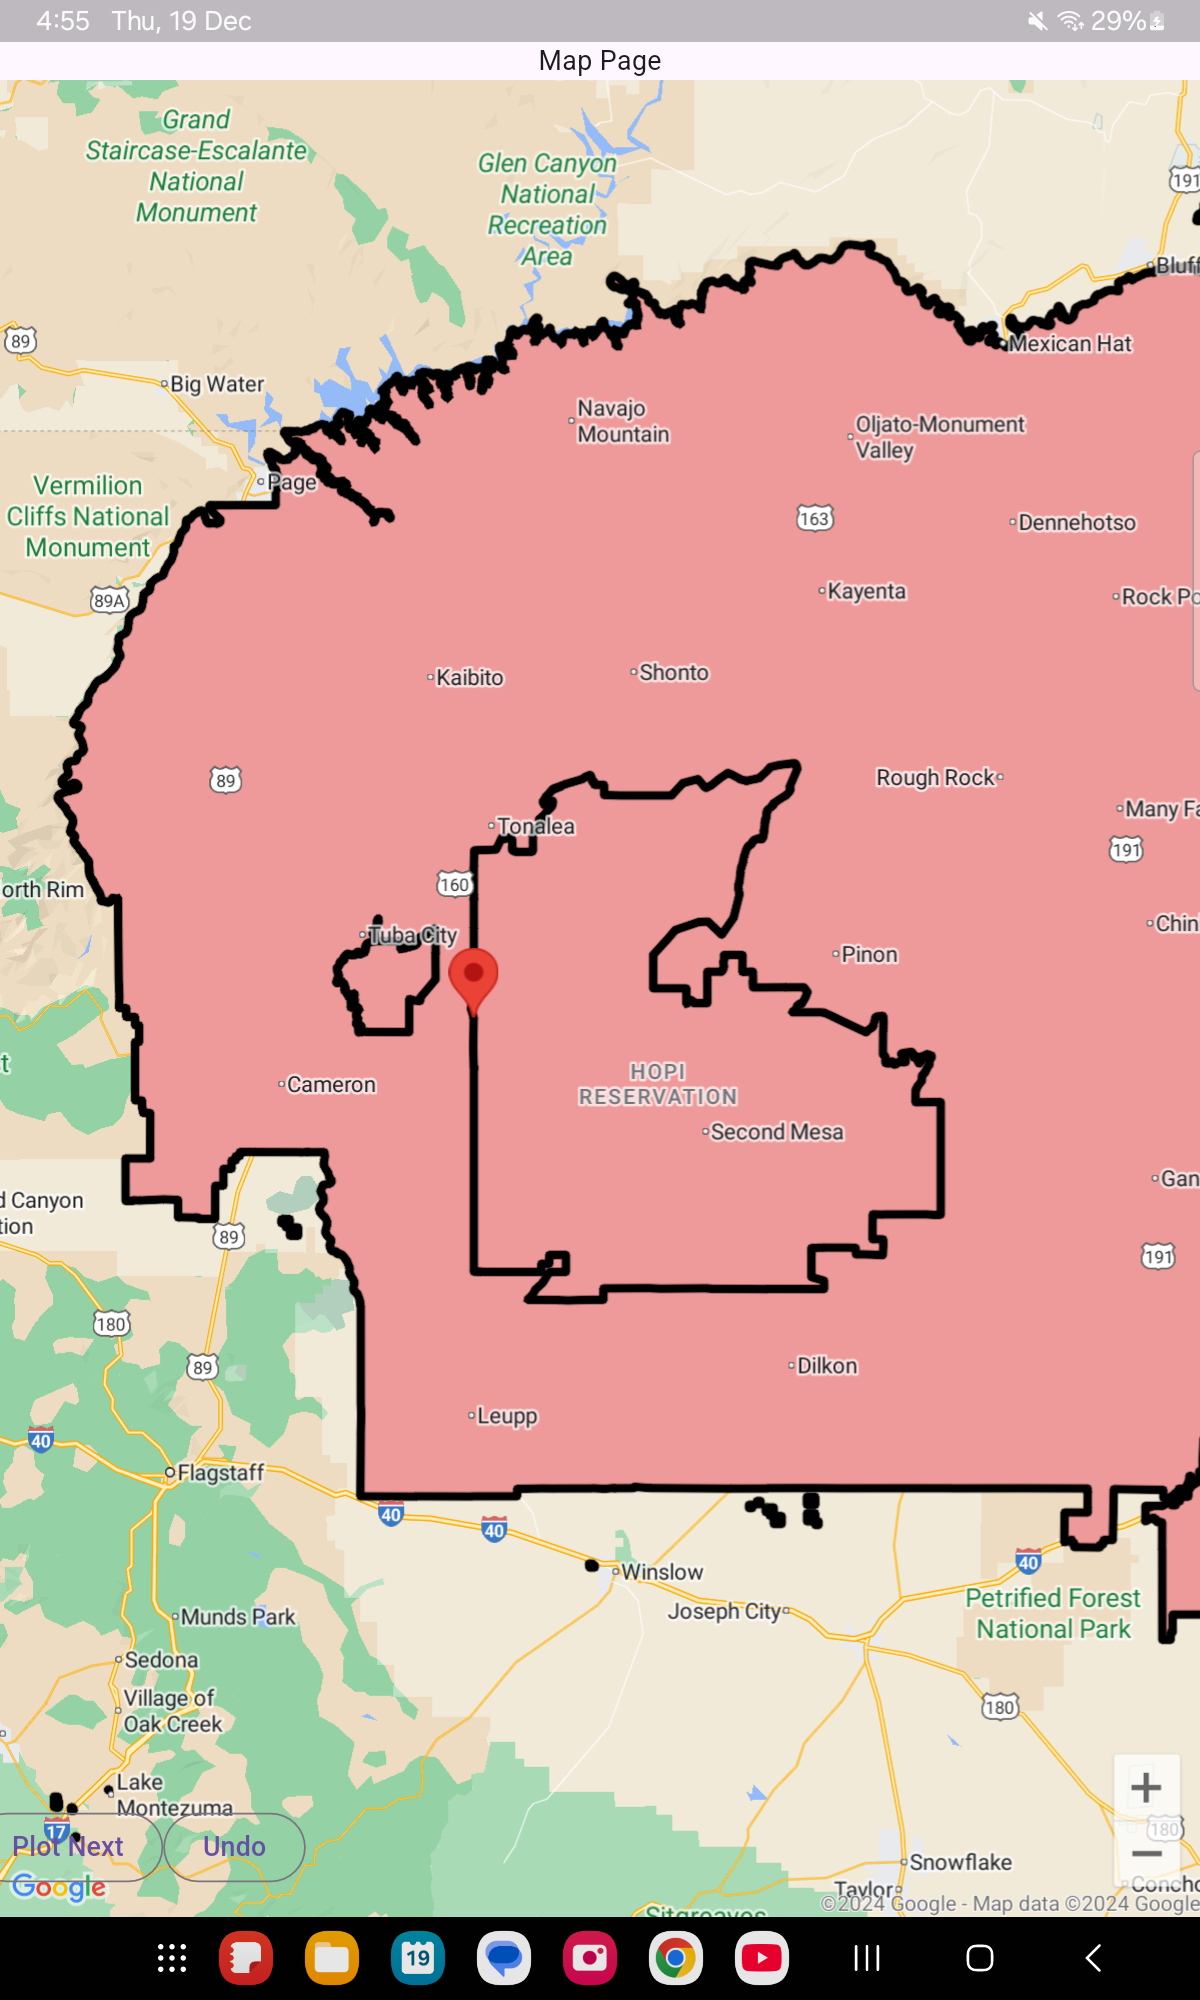 4:55 Thu, 19 Dec
29%
Map Page
Grand
Staircase-Escalante
National
Monument
Glen Canyon
National
Recreation
Area
191
Bluff
89
Mexican Hat
Big Water
Navajo
Mountain
Oljato-Monument
Valley
Page
Vermilion
Cliffs National
Monument
163
Dennehotso
89A
Kayenta
Rock Po
Kaibito
Shonto
89
Rough Rock
Many Fa
Tonalea
191
160
orth Rim
Chin
Tuba City
Pinon
t
HOPI
RESERVATION
Cameron
Second Mesa
Gan
d Canyon
tion
89
191
180
89
Dilkon
Leupp
40
Flagstaff
40
40
40
Winslow
Petrified Forest
National Park
Joseph City
Munds Park
Sedona
Village of
Oak Creek
180
Lake
Montezuma
17
Plot Next
Undo
+
180
−
Snowflake
Google
Taylor
Concho
©2024 Google - Map data ©2024 Google
Sitgreaves
19